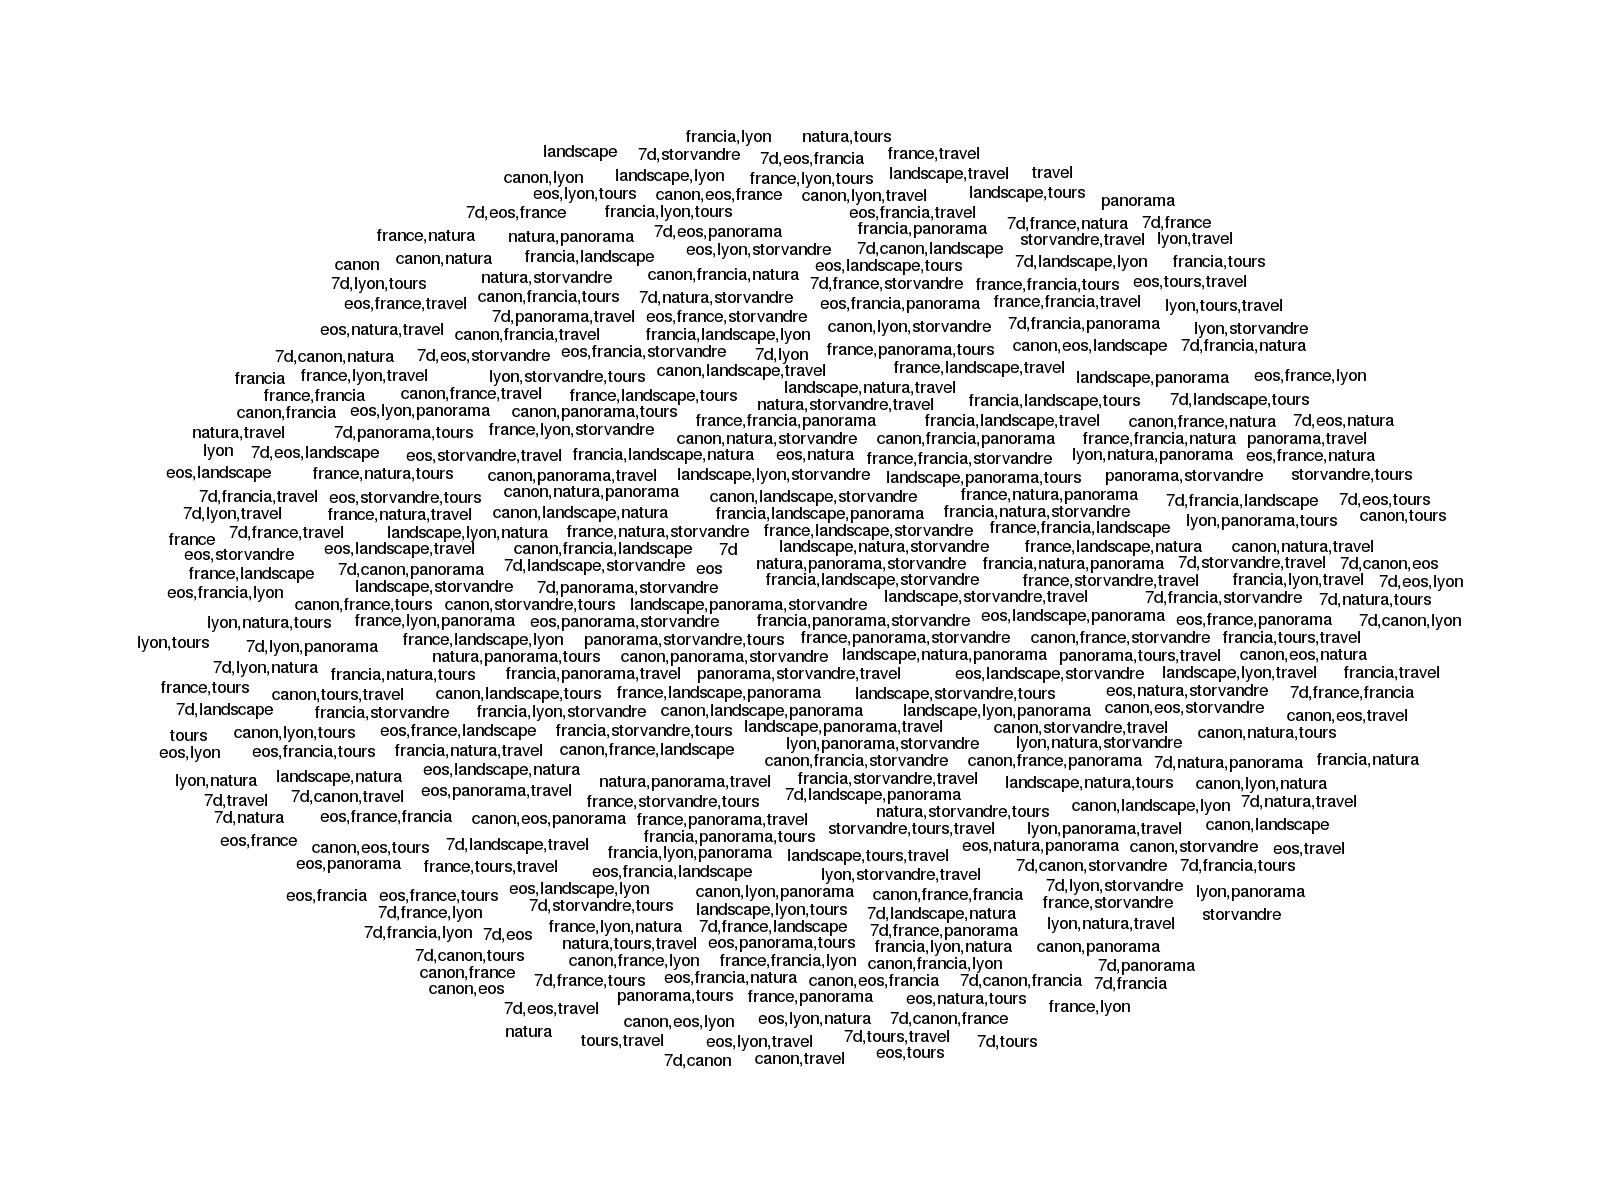 francia,lyon natura,tours
landscape 7d,storvandre 7d,eos,francia france,travel
canon,lyon landscape,lyon france,lyon,tours landscape,travel travel
eos,lyon,tours canon,eos,france canon,lyon,travel landscape,tours panorama
7d,eos,france francia,lyon,tours eos,francia,travel
france,natura natura,panorama 7d,eos,panorama francia,panorama 7d,france,natura 7d,france
storvandre,travel lyon,travel
canon canon,natura francia,landscape eos,lyon,storvandre 7d,canon,landscape 7d,landscape,lyon francia,tours
7d,lyon,tours natura,storvandre canon,francia,natura eos,landscape,tours
7d,france,storvandre france,francia,tours eos,tours,travel
eos,france,travel canon,francia,tours 7d,natura,storvandre eos,francia,panorama france,francia,travel lyon,tours,travel
7d,panorama,travel eos,france,storvandre
eos,natura,travel canon,francia,travel francia,landscape,lyon canon,lyon,storvandre 7d,francia,panorama lyon,storvandre
7d,canon,natura 7d,eos,storvandre eos,francia,storvandre 7d,lyon france,panorama,tours canon,eos,landscape 7d,francia,natura
francia france,lyon,travel lyon,storvandre,tours canon,landscape,travel france,landscape,travel landscape,panorama eos,france,lyon
france,francia canon,france,travel france,landscape,tours landscape,natura,travel
canon,francia eos,lyon,panorama canon,panorama,tours natura,storvandre,travel francia,landscape,tours 7d,landscape,tours
france,francia,panorama francia,landscape,travel canon,france,natura 7d,eos,natura
natura,travel 7d,panorama,tours france,lyon,storvandre canon,natura,storvandre canon,francia,panorama france,francia,natura panorama,travel
lyon 7d,eos,landscape eos,storvandre,travel francia,landscape,natura eos,natura france,francia,storvandre lyon,natura,panorama eos,france,natura
eos,landscape france,natura,tours canon,panorama,travel landscape,lyon,storvandre landscape,panorama,tours panorama,storvandre storvandre,tours
7d,francia,travel eos,storvandre,tours canon,natura,panorama canon,landscape,storvandre france,natura,panorama 7d,francia,landscape 7d,eos,tours
7d,lyon,travel france,natura,travel canon,landscape,natura francia,landscape,panorama francia,natura,storvandre lyon,panorama,tours canon,tours
france 7d,france,travel landscape,lyon,natura france,natura,storvandre france,landscape,storvandre france,francia,landscape
eos,storvandre eos,landscape,travel canon,francia,landscape 7d landscape,natura,storvandre france,landscape,natura canon,natura,travel
france,landscape 7d,canon,panorama 7d,landscape,storvandre eos natura,panorama,storvandre francia,natura,panorama 7d,storvandre,travel 7d,canon,eos
eos,francia,lyon landscape,storvandre 7d,panorama,storvandre francia,landscape,storvandre france,storvandre,travel francia,lyon,travel 7d,eos,lyon
canon,france,tours canon,storvandre,tours landscape,panorama,storvandre landscape,storvandre,travel 7d,francia,storvandre 7d,natura,tours
lyon,natura,tours france,lyon,panorama eos,panorama,storvandre francia,panorama,storvandre eos,landscape,panorama eos,france,panorama 7d,canon,lyon
lyon,tours 7d,lyon,panorama france,landscape,lyon panorama,storvandre,tours france,panorama,storvandre canon,france,storvandre francia,tours,travel
natura,panorama,tours canon,panorama,storvandre landscape,natura,panorama panorama,tours,travel canon,eos,natura
7d,lyon,natura francia,natura,tours francia,panorama,travel panorama,storvandre,travel eos,landscape,storvandre landscape,lyon,travel francia,travel
france,tours canon,tours,travel canon,landscape,tours france,landscape,panorama landscape,storvandre,tours eos,natura,storvandre 7d,france,francia
7d,landscape francia,storvandre francia,lyon,storvandre canon,landscape,panorama landscape,lyon,panorama canon,eos,storvandre canon,eos,travel
tours canon,lyon,tours eos,france,landscape francia,storvandre,tours landscape,panorama,travel canon,storvandre,travel canon,natura,tours
eos,lyon eos,francia,tours francia,natura,travel canon,france,landscape lyon,panorama,storvandre lyon,natura,storvandre
canon,francia,storvandre canon,france,panorama 7d,natura,panorama francia,natura
lyon,natura landscape,natura eos,landscape,natura natura,panorama,travel francia,storvandre,travel landscape,natura,tours canon,lyon,natura
7d,travel 7d,canon,travel eos,panorama,travel france,storvandre,tours 7d,landscape,panorama canon,landscape,lyon 7d,natura,travel
7d,natura eos,france,francia canon,eos,panorama france,panorama,travel natura,storvandre,tours
storvandre,tours,travel lyon,panorama,travel canon,landscape
eos,france canon,eos,tours 7d,landscape,travel francia,panorama,tours eos,natura,panorama canon,storvandre eos,travel
eos,panorama france,tours,travel francia,lyon,panorama landscape,tours,travel 7d,canon,storvandre 7d,francia,tours
eos,francia,landscape lyon,storvandre,travel
eos,francia eos,france,tours eos,landscape,lyon canon,lyon,panorama canon,france,francia 7d,lyon,storvandre lyon,panorama
7d,france,lyon 7d,storvandre,tours landscape,lyon,tours 7d,landscape,natura france,storvandre storvandre
7d,francia,lyon 7d,eos france,lyon,natura 7d,france,landscape 7d,france,panorama lyon,natura,travel
natura,tours,travel eos,panorama,tours francia,lyon,natura canon,panorama
7d,canon,tours canon,france,lyon france,francia,lyon canon,francia,lyon 7d,panorama
canon,france 7d,france,tours eos,francia,natura canon,eos,francia 7d,canon,francia 7d,francia
canon,eos panorama,tours france,panorama eos,natura,tours
7d,eos,travel france,lyon
canon,eos,lyon eos,lyon,natura 7d,canon,france
natura tours,travel eos,lyon,travel 7d,tours,travel 7d,tours
7d,canon canon,travel eos,tours